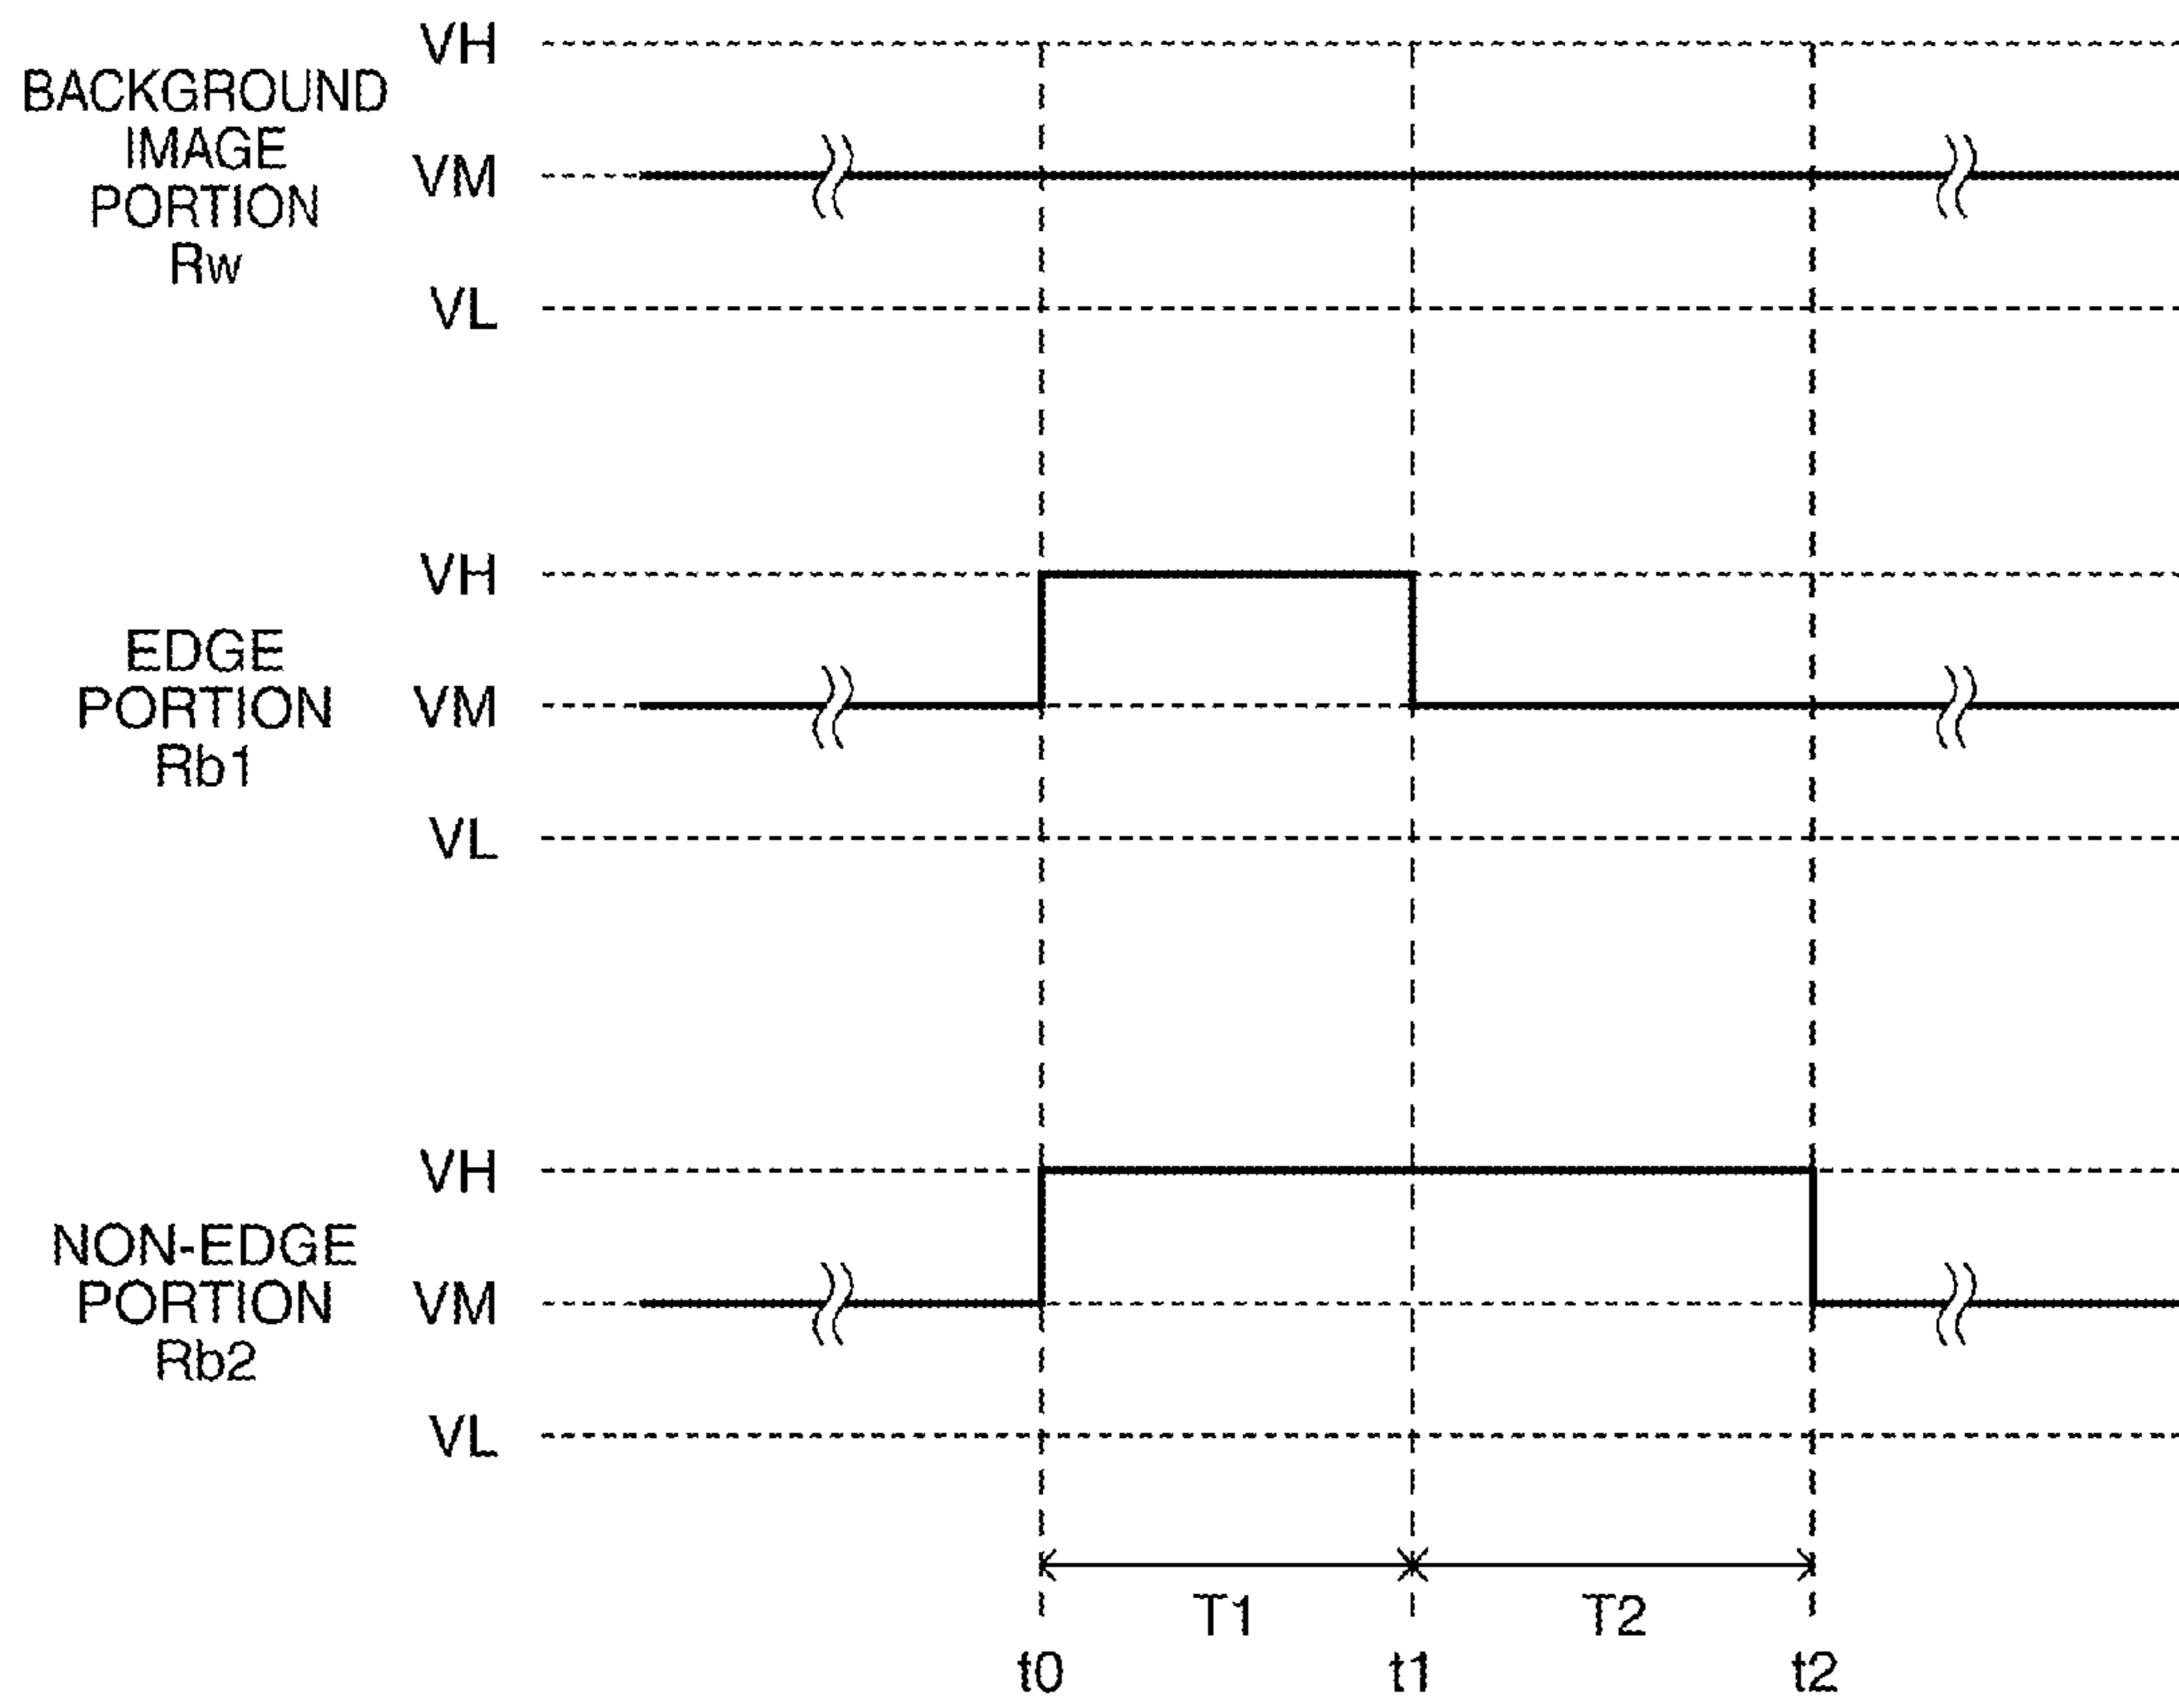 VH
BACKGROUND
IMAGE
PORTION
Rw
VM
VL
VH
EDGE
PORTION
Rb1
VM
VL
VH
NON-EDGE
PORTION
Rb2
VM
VL
T1
T2
t0
t1
t2